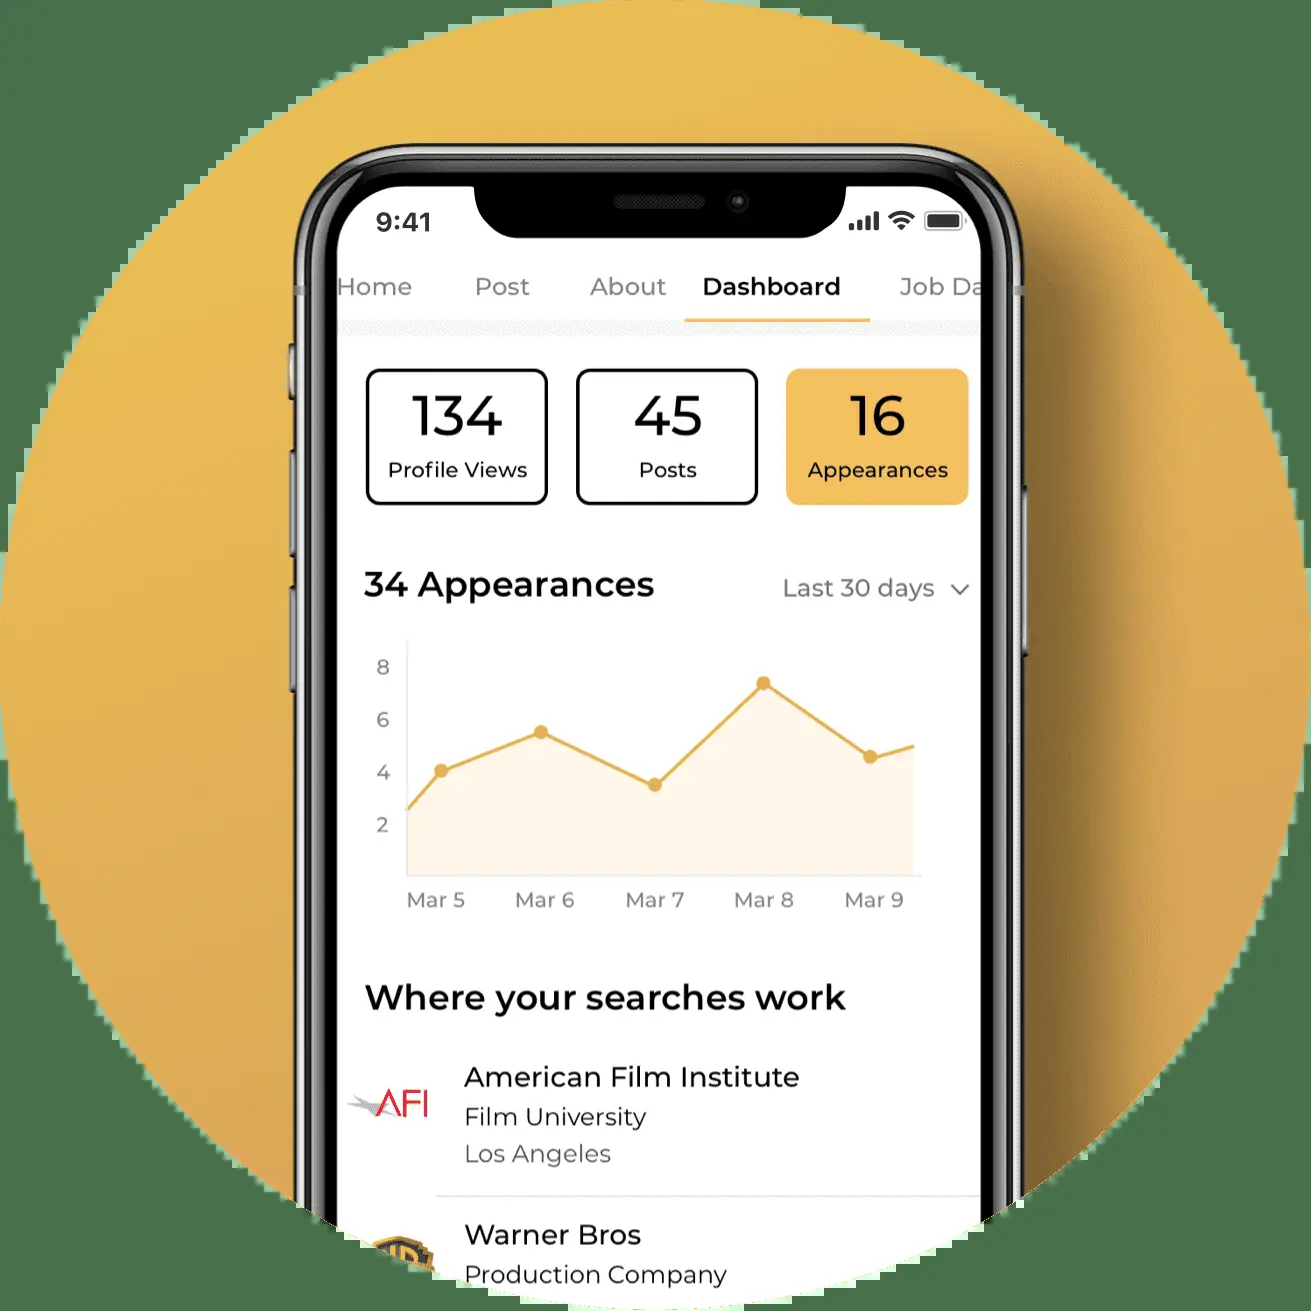 9:41
Home Post About Dashboard Job Da
134 45 16
Profile Views Posts Appearances
34 Appearances Last 30 days
8
6
4
2
Mar 5 Mar 6 Mar 7 Mar 8 Mar 9
Where your searches work
AFI
American Film Institute
Film University
Los Angeles
Warner Bros
Production Company